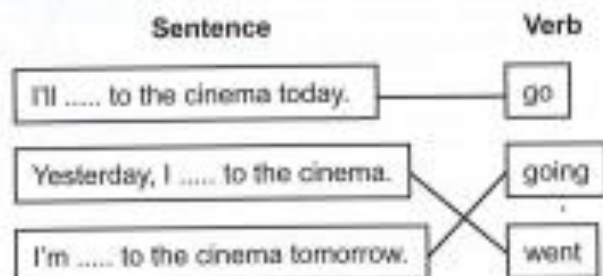 Sentence Verb
I'll ..... to the cinema today. go
Yesterday, I ..... to the cinema. going
I'm ..... to the cinema tomorrow. went